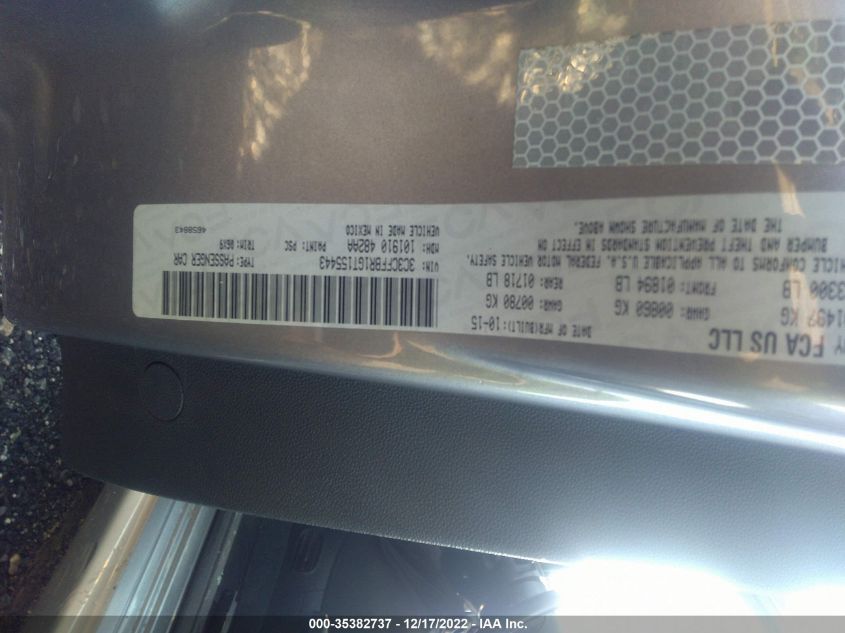 FCA US LLC
DATE OF MFR(BUILT):10-15
KG GAWR: 00860 KG GAWR: 00780 KG
3300 LB FRONT: 01894 LB REAR: 01718 LB
CONFORMS TO ALL APPLICABLE U.S.A. FEDERAL MOTOR VEHICLE SAFETY,
BUMPER AND THEFT PREVENTION STANDARDS IN EFFECT ON
THE DATE OF MANUFACTURE SHOWN ABOVE.
VIN: 3C3CFFBR1GT155443 TYPE: PASSENGER CAR
MDH: 101910 482AA PAINT: PSC TRIM: 06X9
VEHICLE MADE IN MEXICO 4658843
000-35382737 - 12/17/2022 - IAA Inc.